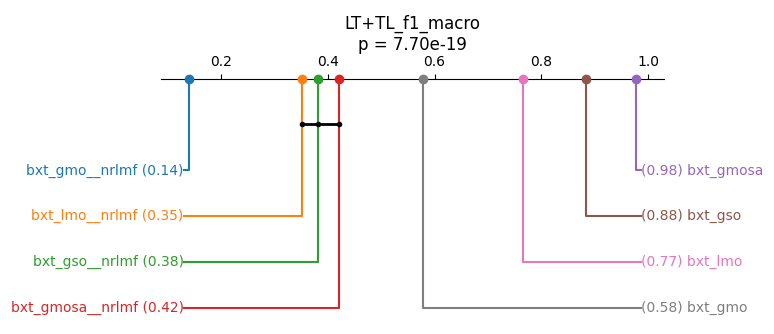 LT+TL_f1_macro
p = 7.70e-19
0.2 0.4 0.6 0.8 1.0
bxt_gmo__nrlmf (0.14) (0.98) bxt_gmosa
bxt_lmo__nrlmf (0.35) (0.88) bxt_gso
bxt_gso__nrlmf (0.38) (0.77) bxt_lmo
bxt_gmosa__nrlmf (0.42) (0.58) bxt_gmo